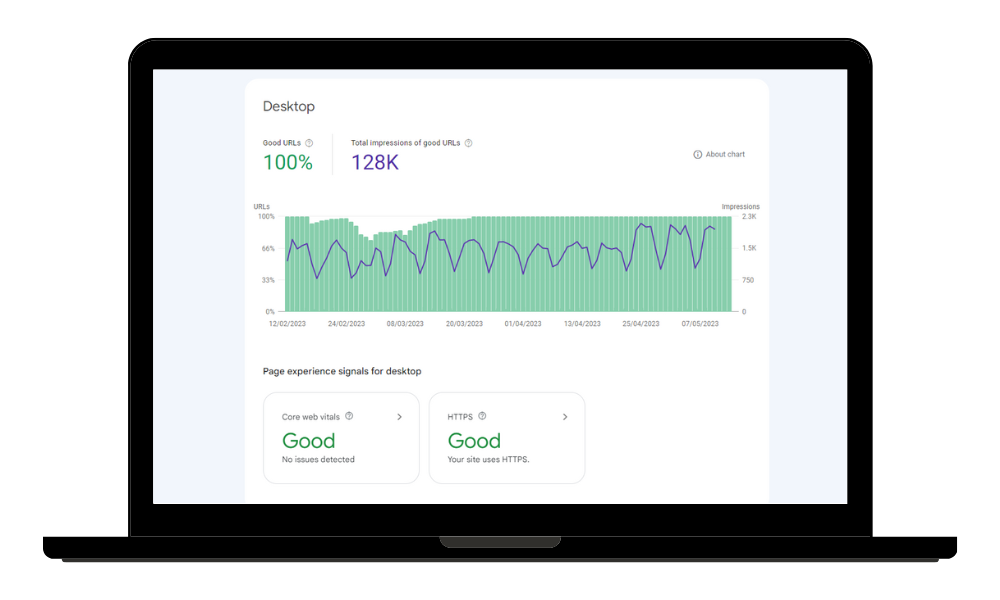 Desktop
Good URLs
Total impressions of good URLs
100%
128K
About chart
URLs
Impressions
100%
2.3K
66%
1.5K
33%
750
0%
0
12/02/2023 24/02/2023 08/03/2023 20/03/2023 01/04/2023 13/04/2023 25/04/2023 07/05/2023
Page experience signals for desktop
Core web vitals
Good
No issues detected
HTTPS
Good
Your site uses HTTPS.